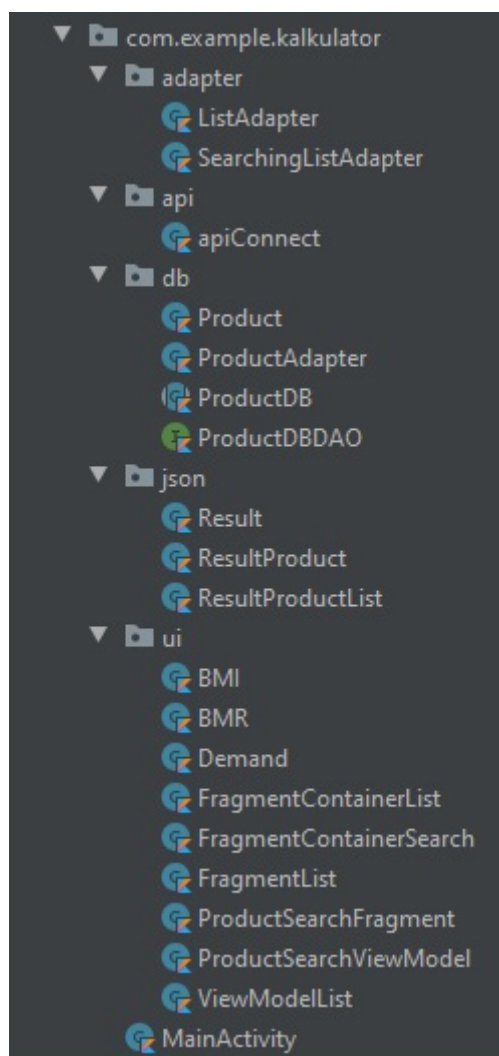 com.example.kalkulator
adapter
ListAdapter
SearchingListAdapter
api
apiConnect
db
Product
ProductAdapter
ProductDB
ProductDBDAO
json
Result
ResultProduct
ResultProductList
ui
BMI
BMR
Demand
FragmentContainerList
FragmentContainerSearch
FragmentList
ProductSearchFragment
ProductSearchViewModel
ViewModelList
MainActivity